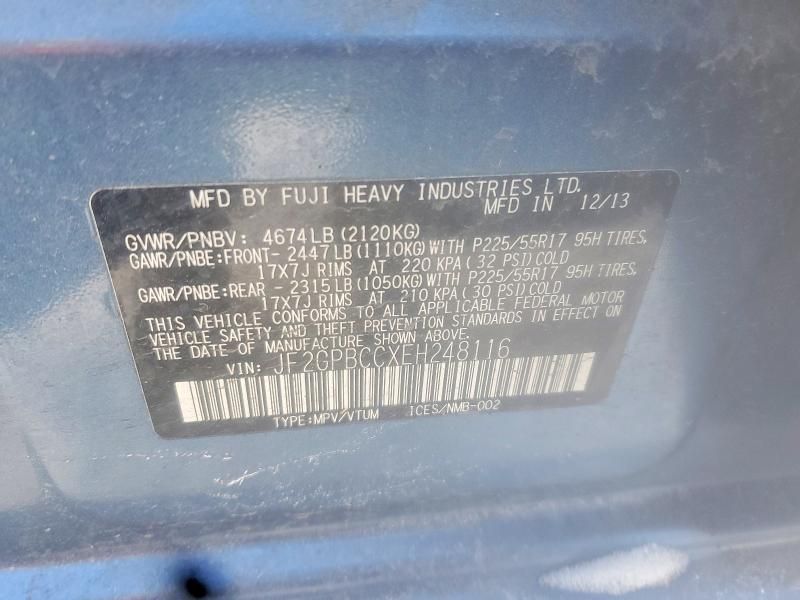 MFD BY FUJI HEAVY INDUSTRIES LTD.
MFD IN 12/13
GVWR/PNBV: 4674LB (2120KG)
GAWR/PNBE:FRONT- 2447LB (1110KG) WITH P225/55R17 95H TIRES,
17X7J RIMS AT 220 KPA (32 PSI) COLD
GAWR/PNBE:REAR - 2315LB (1050KG) WITH P225/55R17 95H TIRES,
17X7J RIMS AT 210 KPA (30 PSI) COLD
THIS VEHICLE CONFORMS TO ALL APPLICABLE FEDERAL MOTOR
VEHICLE SAFETY AND THEFT PREVENTION STANDARDS IN EFFECT ON
THE DATE OF MANUFACTURE SHOWN ABOVE.
VIN: JF2GPBCCXEH248116
TYPE:MPV/VTUM ICES/NMB-002